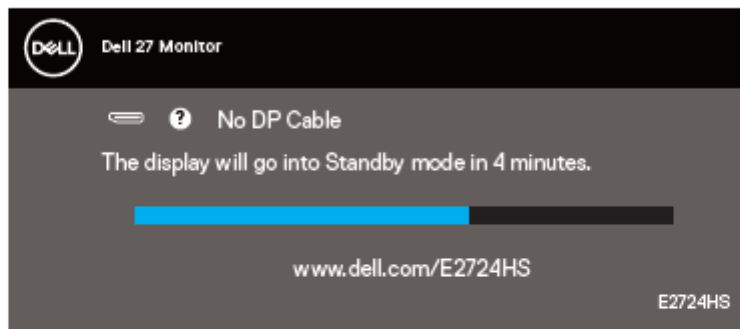 DELL
Dell 27 Monitor
? No DP Cable
The display will go into Standby mode in 4 minutes.
www.dell.com/E2724HS
E2724HS